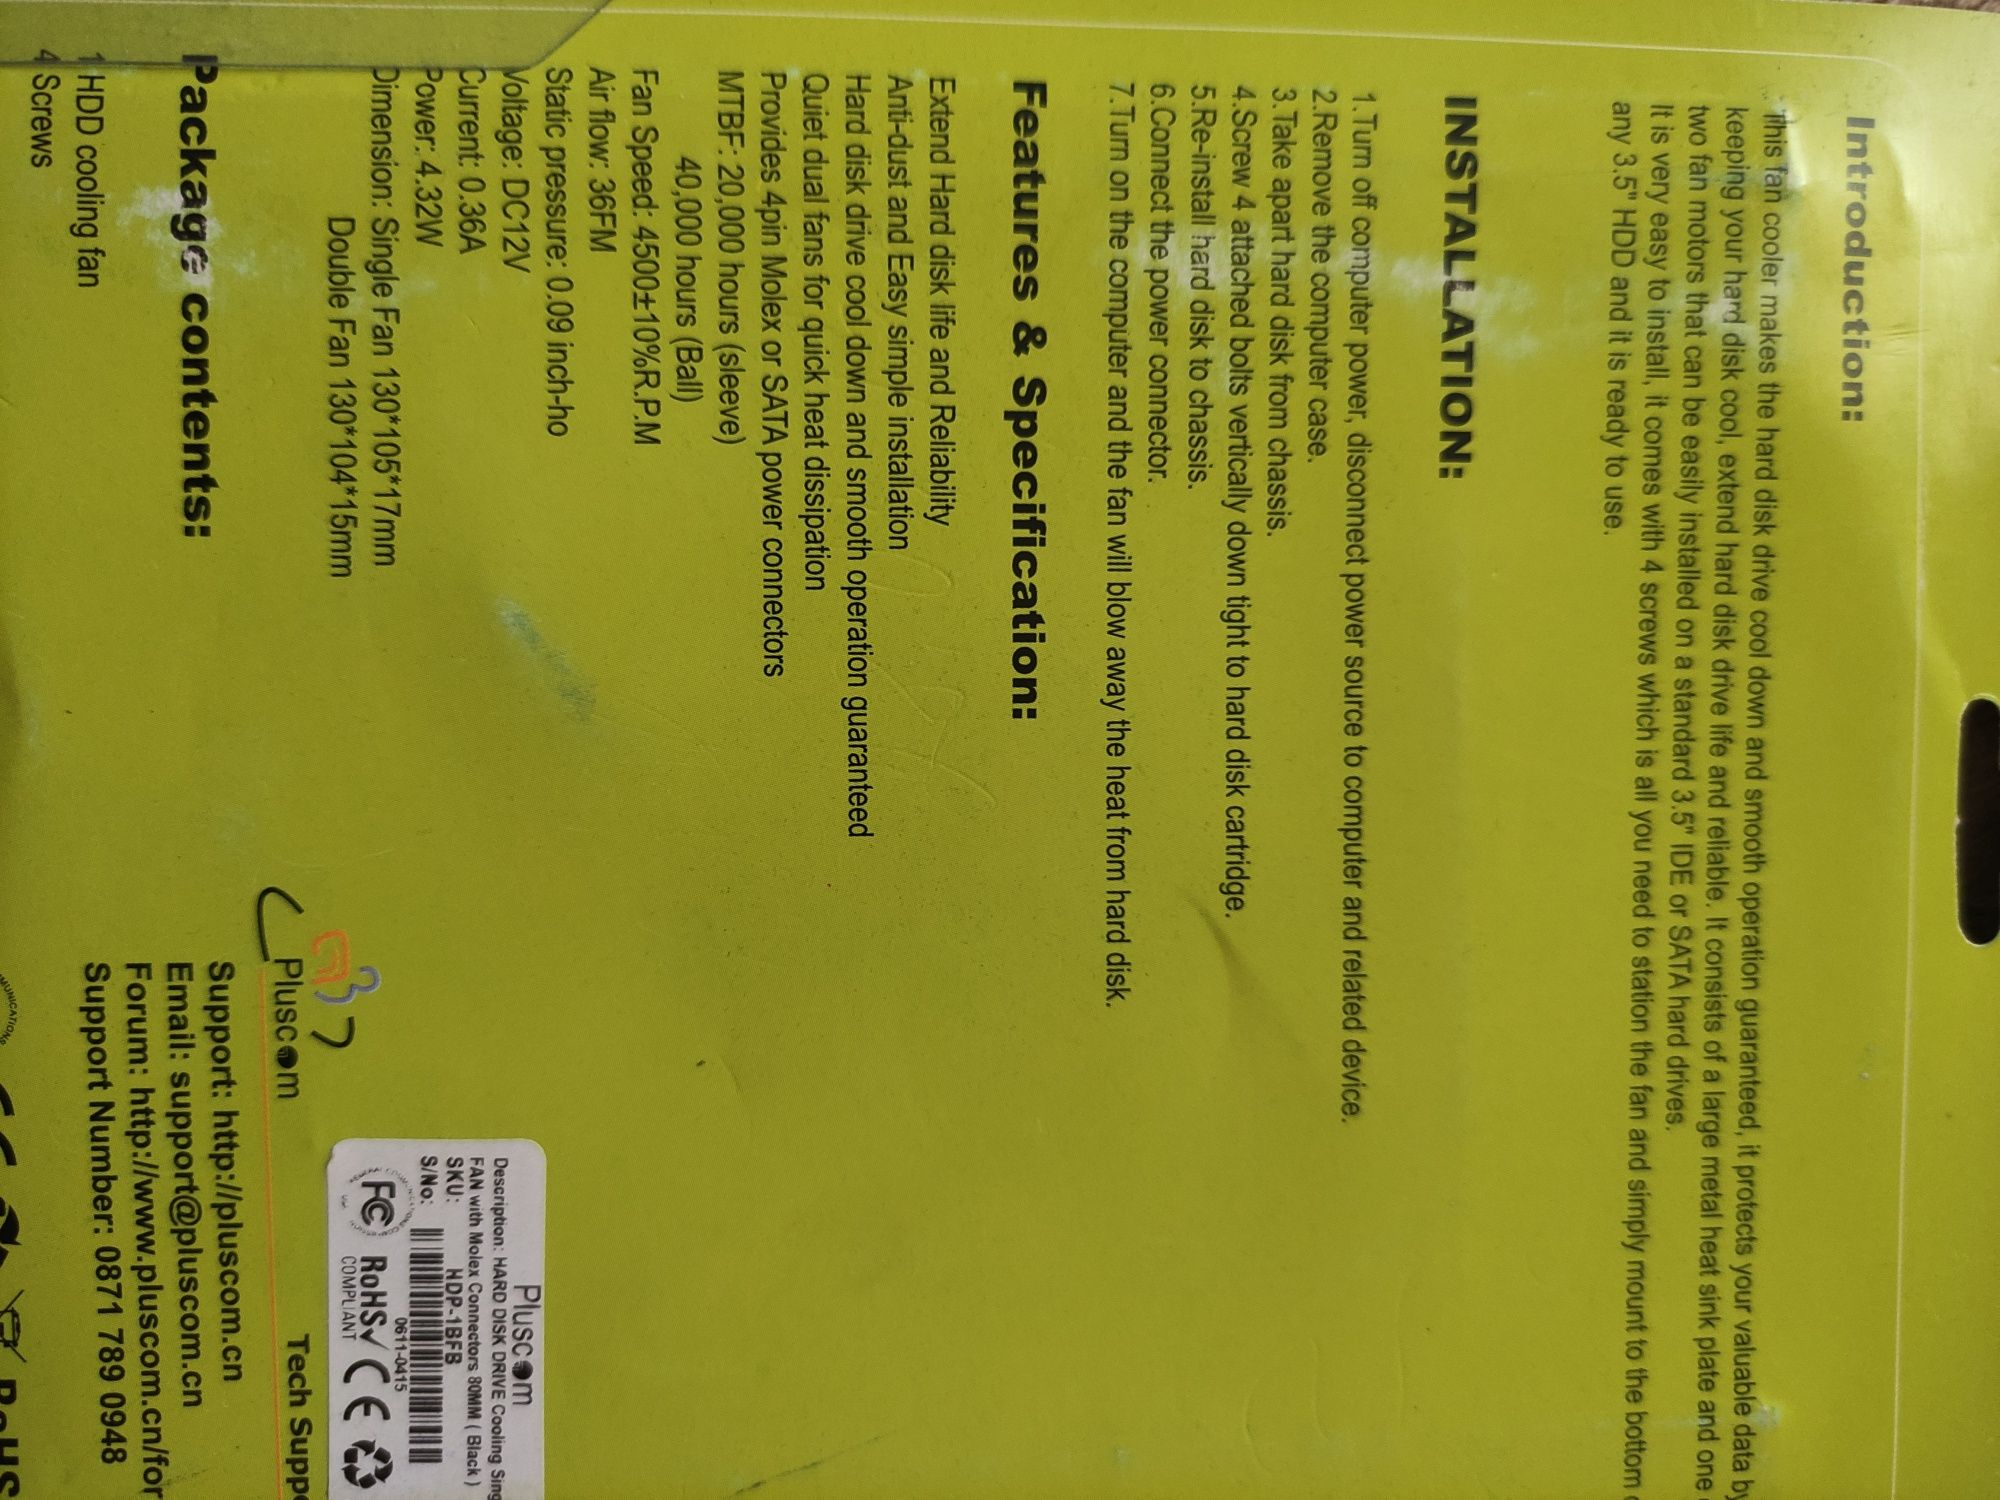 Introduction:
This fan cooler makes the hard disk drive cool down and smooth operation guaranteed, it protects your valuable data by
keeping your hard disk cool, extend hard disk drive life and reliable. It consists of a large metal heat sink plate and one
two fan motors that can be easily installed on a standard 3.5" IDE or SATA hard drives.
It is very easy to install, it comes with 4 screws which is all you need to station the fan and simply mount to the bottom
any 3.5" HDD and it is ready to use.
INSTALLATION:
1.Turn off computer power, disconnect power source to computer and related device.
2.Remove the computer case.
3.Take apart hard disk from chassis.
4.Screw 4 attached bolts vertically down tight to hard disk cartridge.
5.Re-install hard disk to chassis.
6.Connect the power connector.
7.Turn on the computer and the fan will blow away the heat from hard disk.
Features & Specification:
Extend Hard disk life and Reliability
Anti-dust and Easy simple installation
Hard disk drive cool down and smooth operation guaranteed
Quiet dual fans for quick heat dissipation
Provides 4pin Molex or SATA power connectors
MTBF: 20,000 hours (sleeve)
40,000 hours (Ball)
Fan Speed: 4500±10%R.P.M
Air flow: 36FM
Static pressure: 0.09 inch-ho
Voltage: DC12V
Current: 0.36A
Power: 4.32W
Dimension: Single Fan 130*105*17mm
Double Fan 130*104*15mm
Package contents:
1 HDD cooling fan
4 Screws
Pluscom
Description: HARD DISK DRIVE Cooling Sing
FAN with Molex Connectors 80MM ( Black )
SKU: HDP-1BFB
S/No:
0611-0415
FC RoHS CE
COMPLIANT
Pluscom
Tech Supp
Support: http://pluscom.cn
Email: support@pluscom.cn
Forum: http://www.pluscom.cn/for
Support Number: 0871 789 0948
RoHS